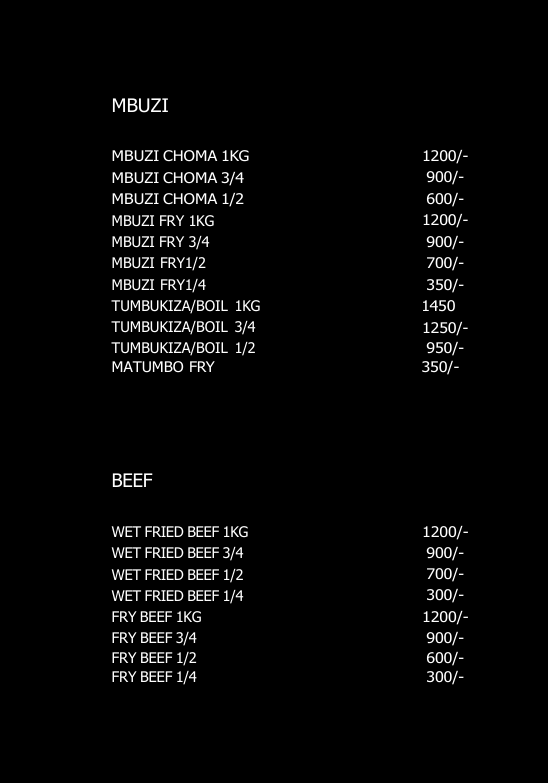 MBUZI
MBUZI CHOMA 1KG 1200/-
MBUZI CHOMA 3/4 900/-
MBUZI CHOMA 1/2 600/-
MBUZI FRY 1KG 1200/-
MBUZI FRY 3/4 900/-
MBUZI FRY1/2 700/-
MBUZI FRY1/4 350/-
TUMBUKIZA/BOIL 1KG 1450
TUMBUKIZA/BOIL 3/4 1250/-
TUMBUKIZA/BOIL 1/2 950/-
MATUMBO FRY 350/-
BEEF
WET FRIED BEEF 1KG 1200/-
WET FRIED BEEF 3/4 900/-
WET FRIED BEEF 1/2 700/-
WET FRIED BEEF 1/4 300/-
FRY BEEF 1KG 1200/-
FRY BEEF 3/4 900/-
FRY BEEF 1/2 600/-
FRY BEEF 1/4 300/-